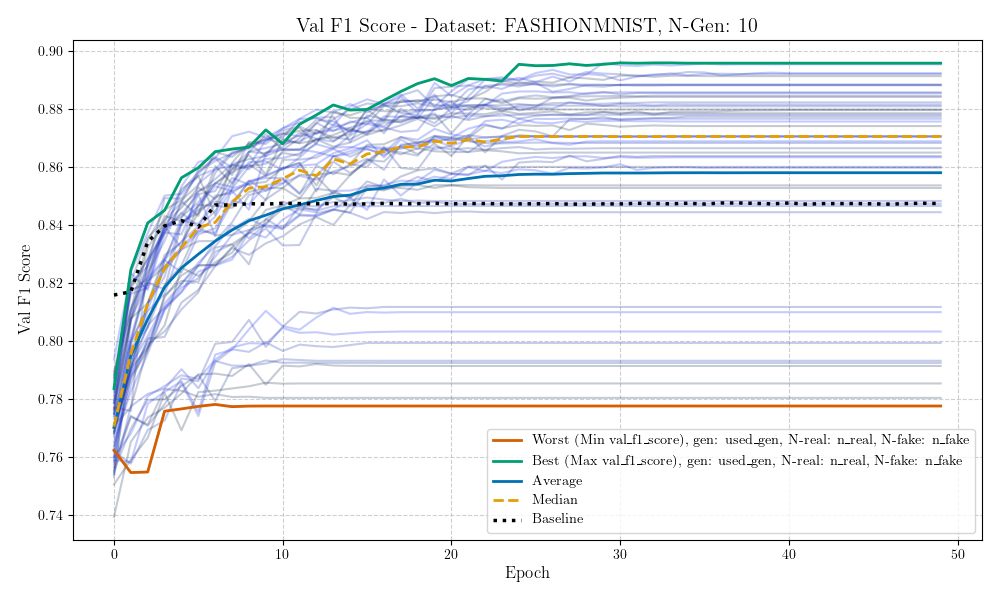 Val F1 Score - Dataset: FASHIONMNIST, N-Gen: 10
Val F1 Score
0.90
0.88
0.86
0.84
0.82
0.80
0.78
0.76
0.74
Worst (Min val_f1_score), gen: used_gen, N-real: n_real, N-fake: n_fake
Best (Max val_f1_score), gen: used_gen, N-real: n_real, N-fake: n_fake
Average
Median
Baseline
0 10 20 30 40 50
Epoch